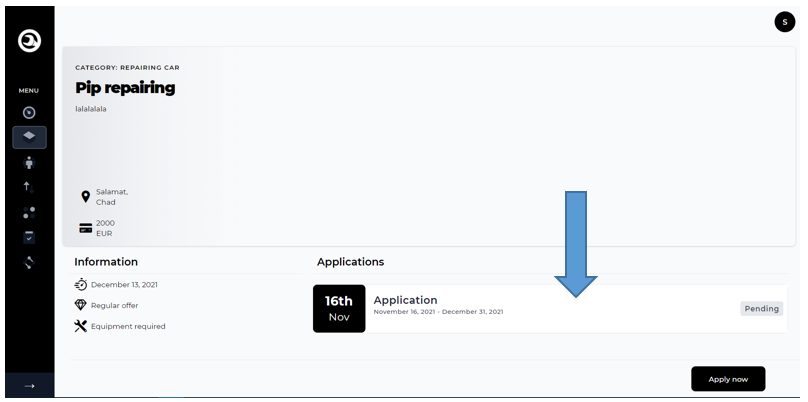 S
MENU
CATEGORY: REPAIRING CAR
Pip repairing
lalalalala
Salamat,
Chad
2000
EUR
Information
December 13, 2021
Regular offer
Equipment required
Applications
16th
Nov
Application
November 16, 2021 - December 31, 2021
Pending
Apply now